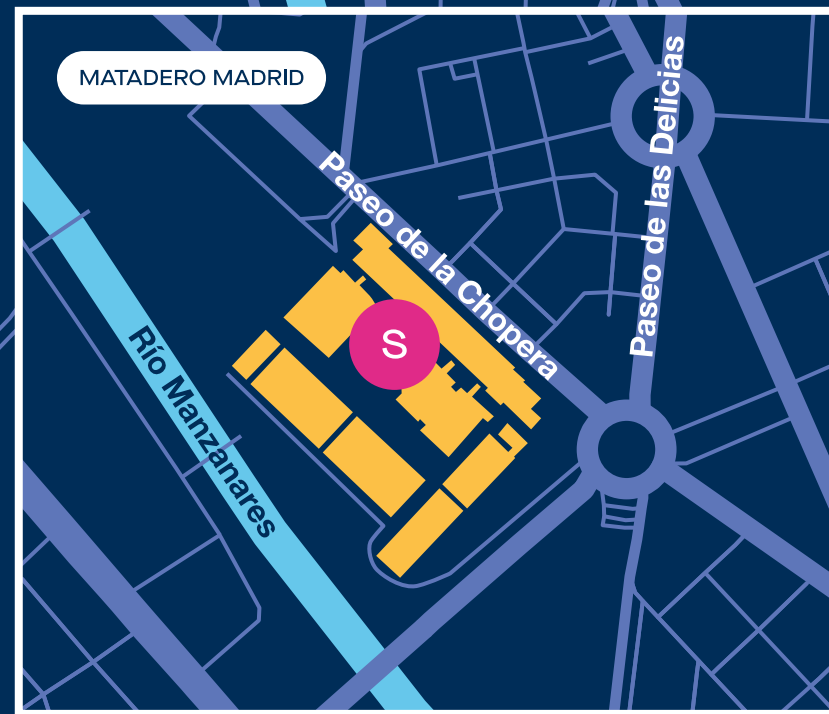 MATADERO MADRID
Paseo de las Delicias
Paseo de la Chopera
S
Río Manzanares